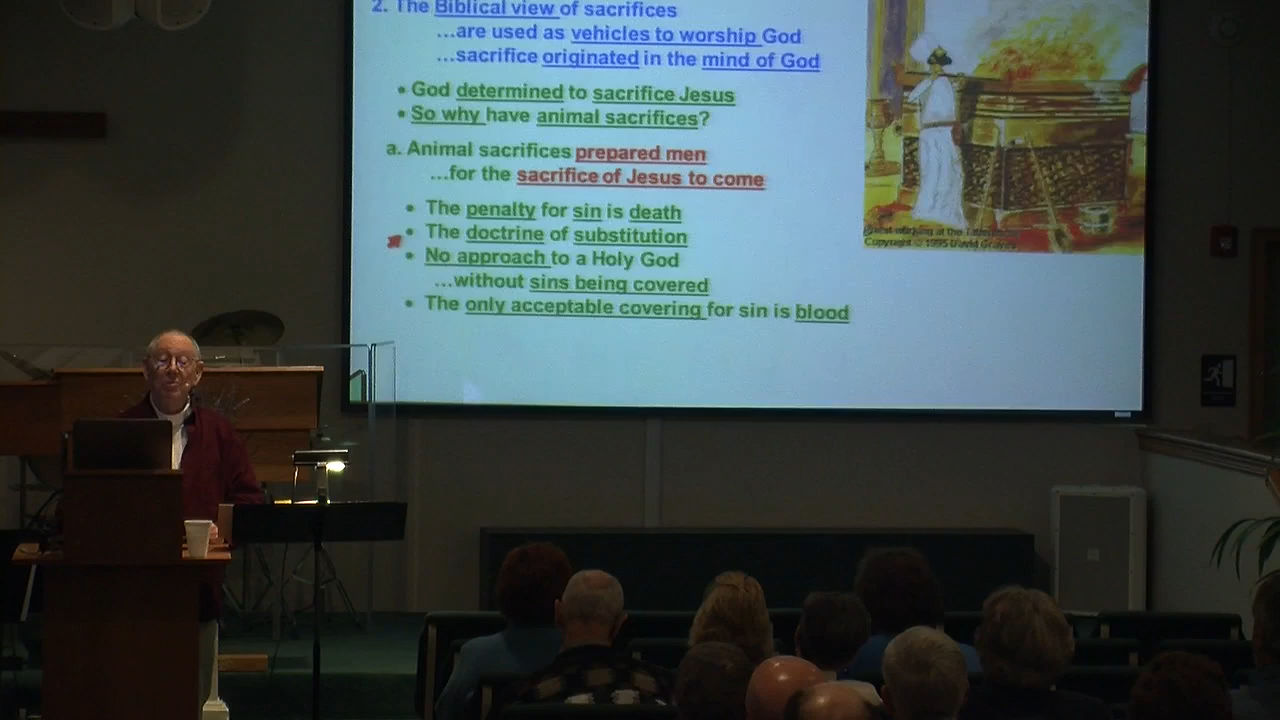 2. The Biblical view of sacrifices
...are used as vehicles to worship God
...sacrifice originated in the mind of God
• God determined to sacrifice Jesus
• So why have animal sacrifices?
a. Animal sacrifices prepared men
...for the sacrifice of Jesus to come
• The penalty for sin is death
• The doctrine of substitution
• No approach to a Holy God
...without sins being covered
• The only acceptable covering for sin is blood
at the
Copyright © 1995 David